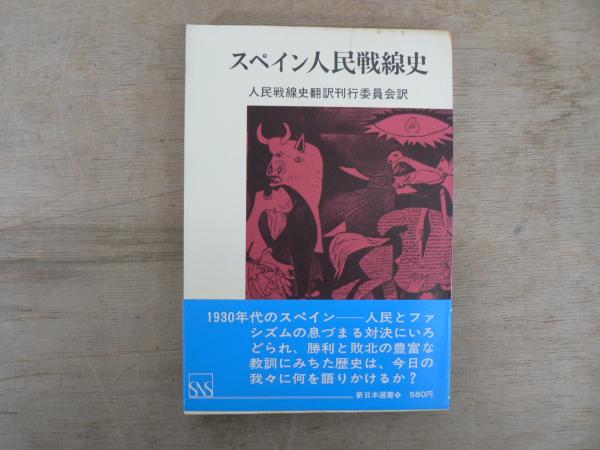 スペイン人民戦線史
人民戦線史翻訳刊行委員会訳
1930年代のスペイン——人民とファ
シズムの息づまる対決にいろ
どられ、勝利と敗北の豊富な
教訓にみちた歴史は、今日の
我々に何を語りかけるか？
SNS
新日本選書 580円